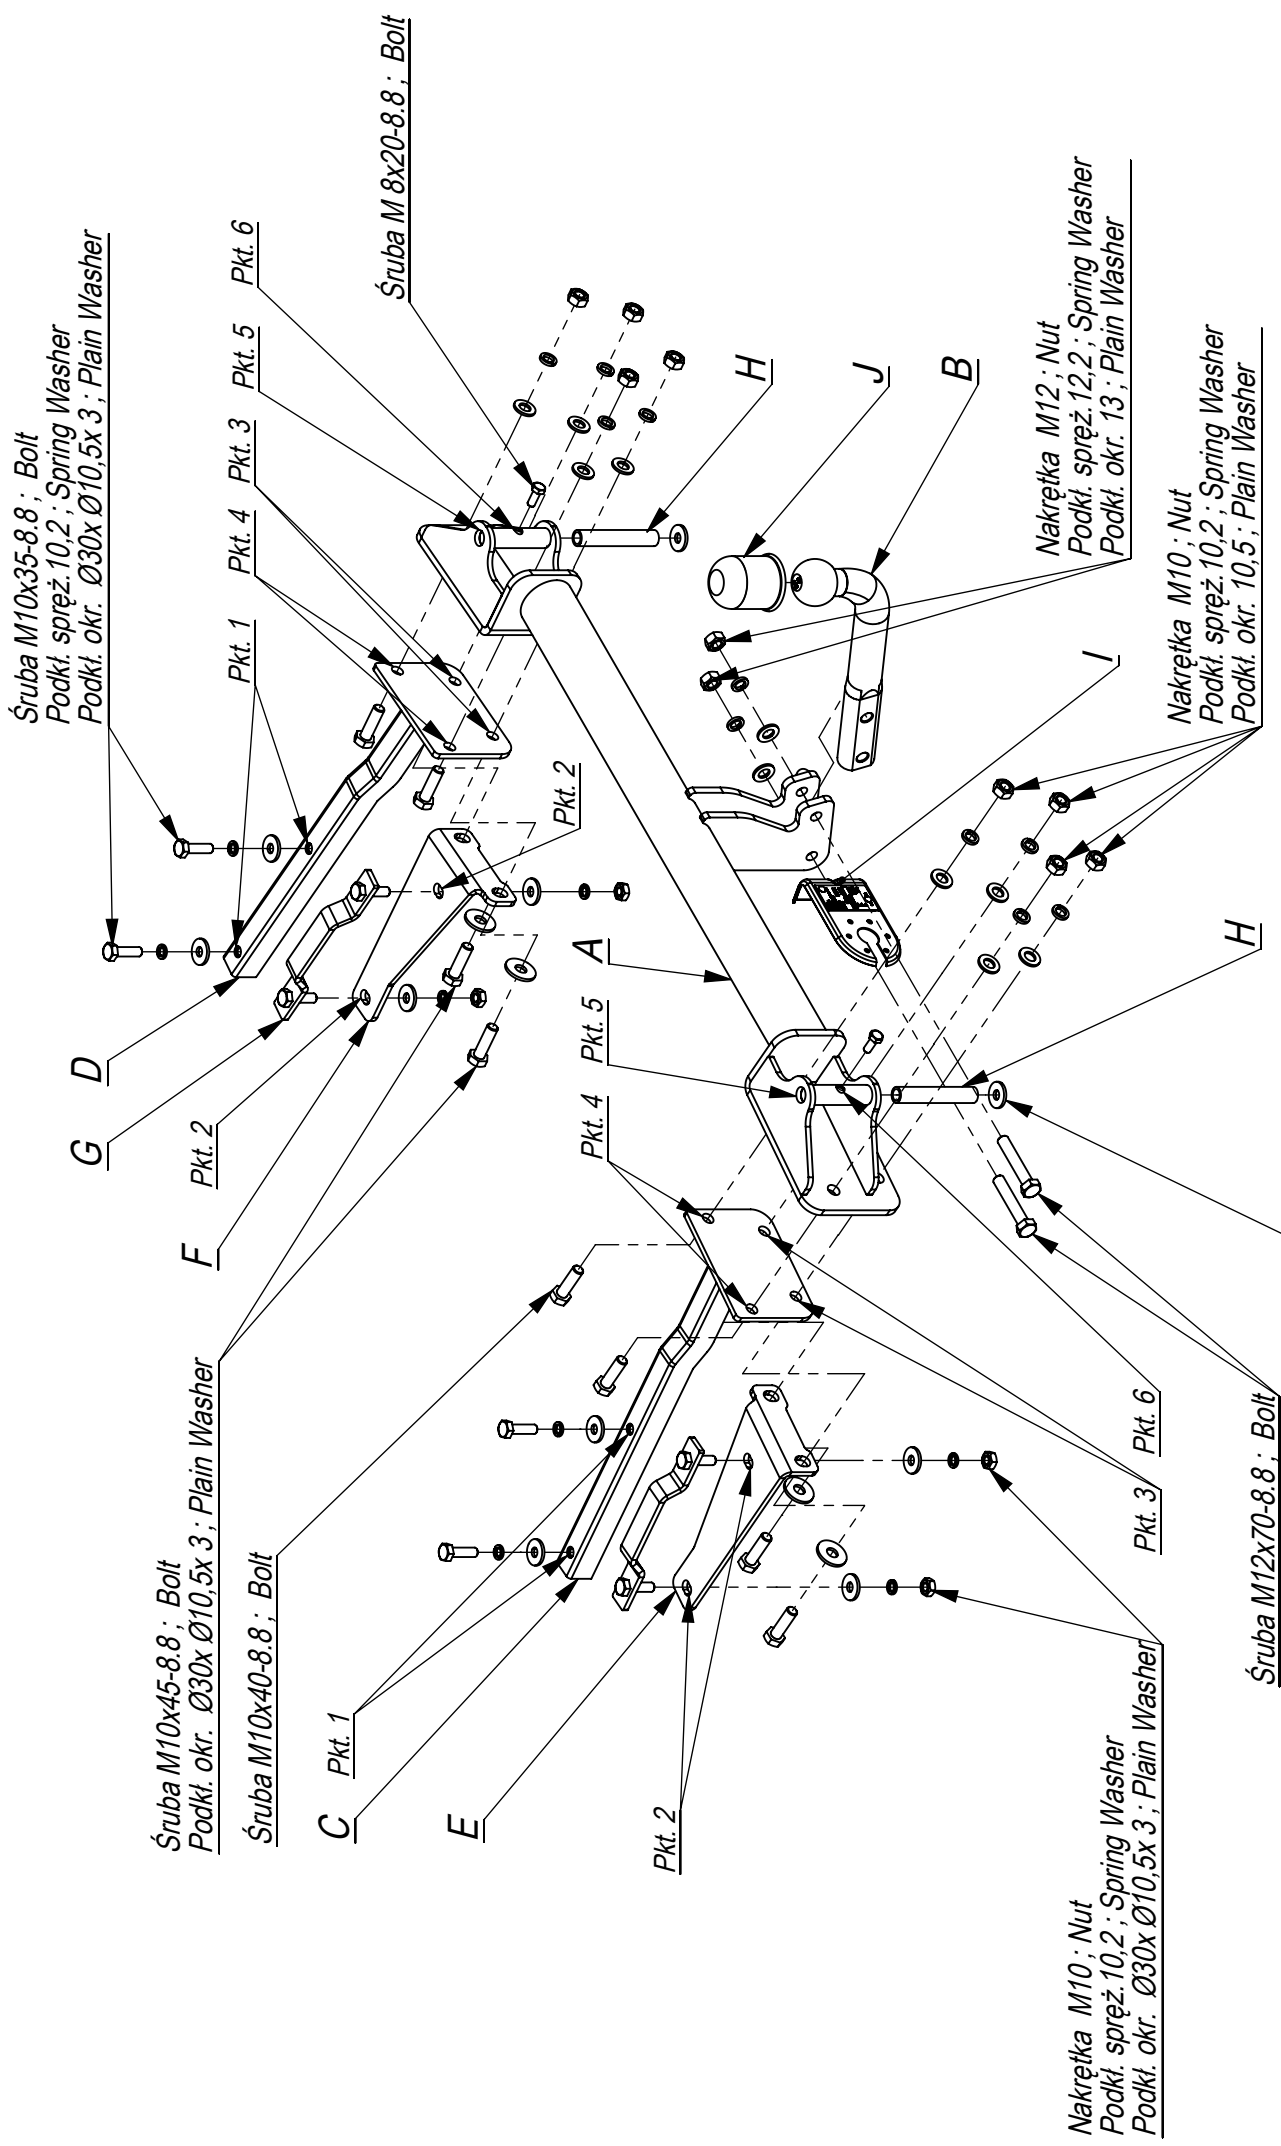 Śruba M10x35-8.8 ; Bolt
Podkł. spręż.10,2 ; Spring Washer
Podkł. okr. Ø30x Ø10,5x 3 ; Plain Washer
Pkt. 1
Pkt. 4
Pkt. 3
Pkt. 5
Pkt. 6
Śruba M 8x20-8.8 ; Bolt
D
G
Pkt. 2
F
Pkt. 2
A
Pkt. 5
Pkt. 4
H
J
B
I
H
Nakrętka M12 ; Nut
Podkł. spręż.12,2 ; Spring Washer
Podkł. okr. 13 ; Plain Washer
Nakrętka M10 ; Nut
Podkł. spręż.10,2 ; Spring Washer
Podkł. okr. 10,5 ; Plain Washer
Śruba M10x45-8.8 ; Bolt
Podkł. okr. Ø30x Ø10,5x 3 ; Plain Washer
Śruba M10x40-8.8 ; Bolt
Pkt. 1
C
E
Pkt. 2
Pkt. 6
Pkt. 3
Śruba M12x70-8.8 ; Bolt
Nakrętka M10 ; Nut
Podkł. spręż.10,2 ; Spring Washer
Podkł. okr. Ø30x Ø10,5x 3 ; Plain Washer